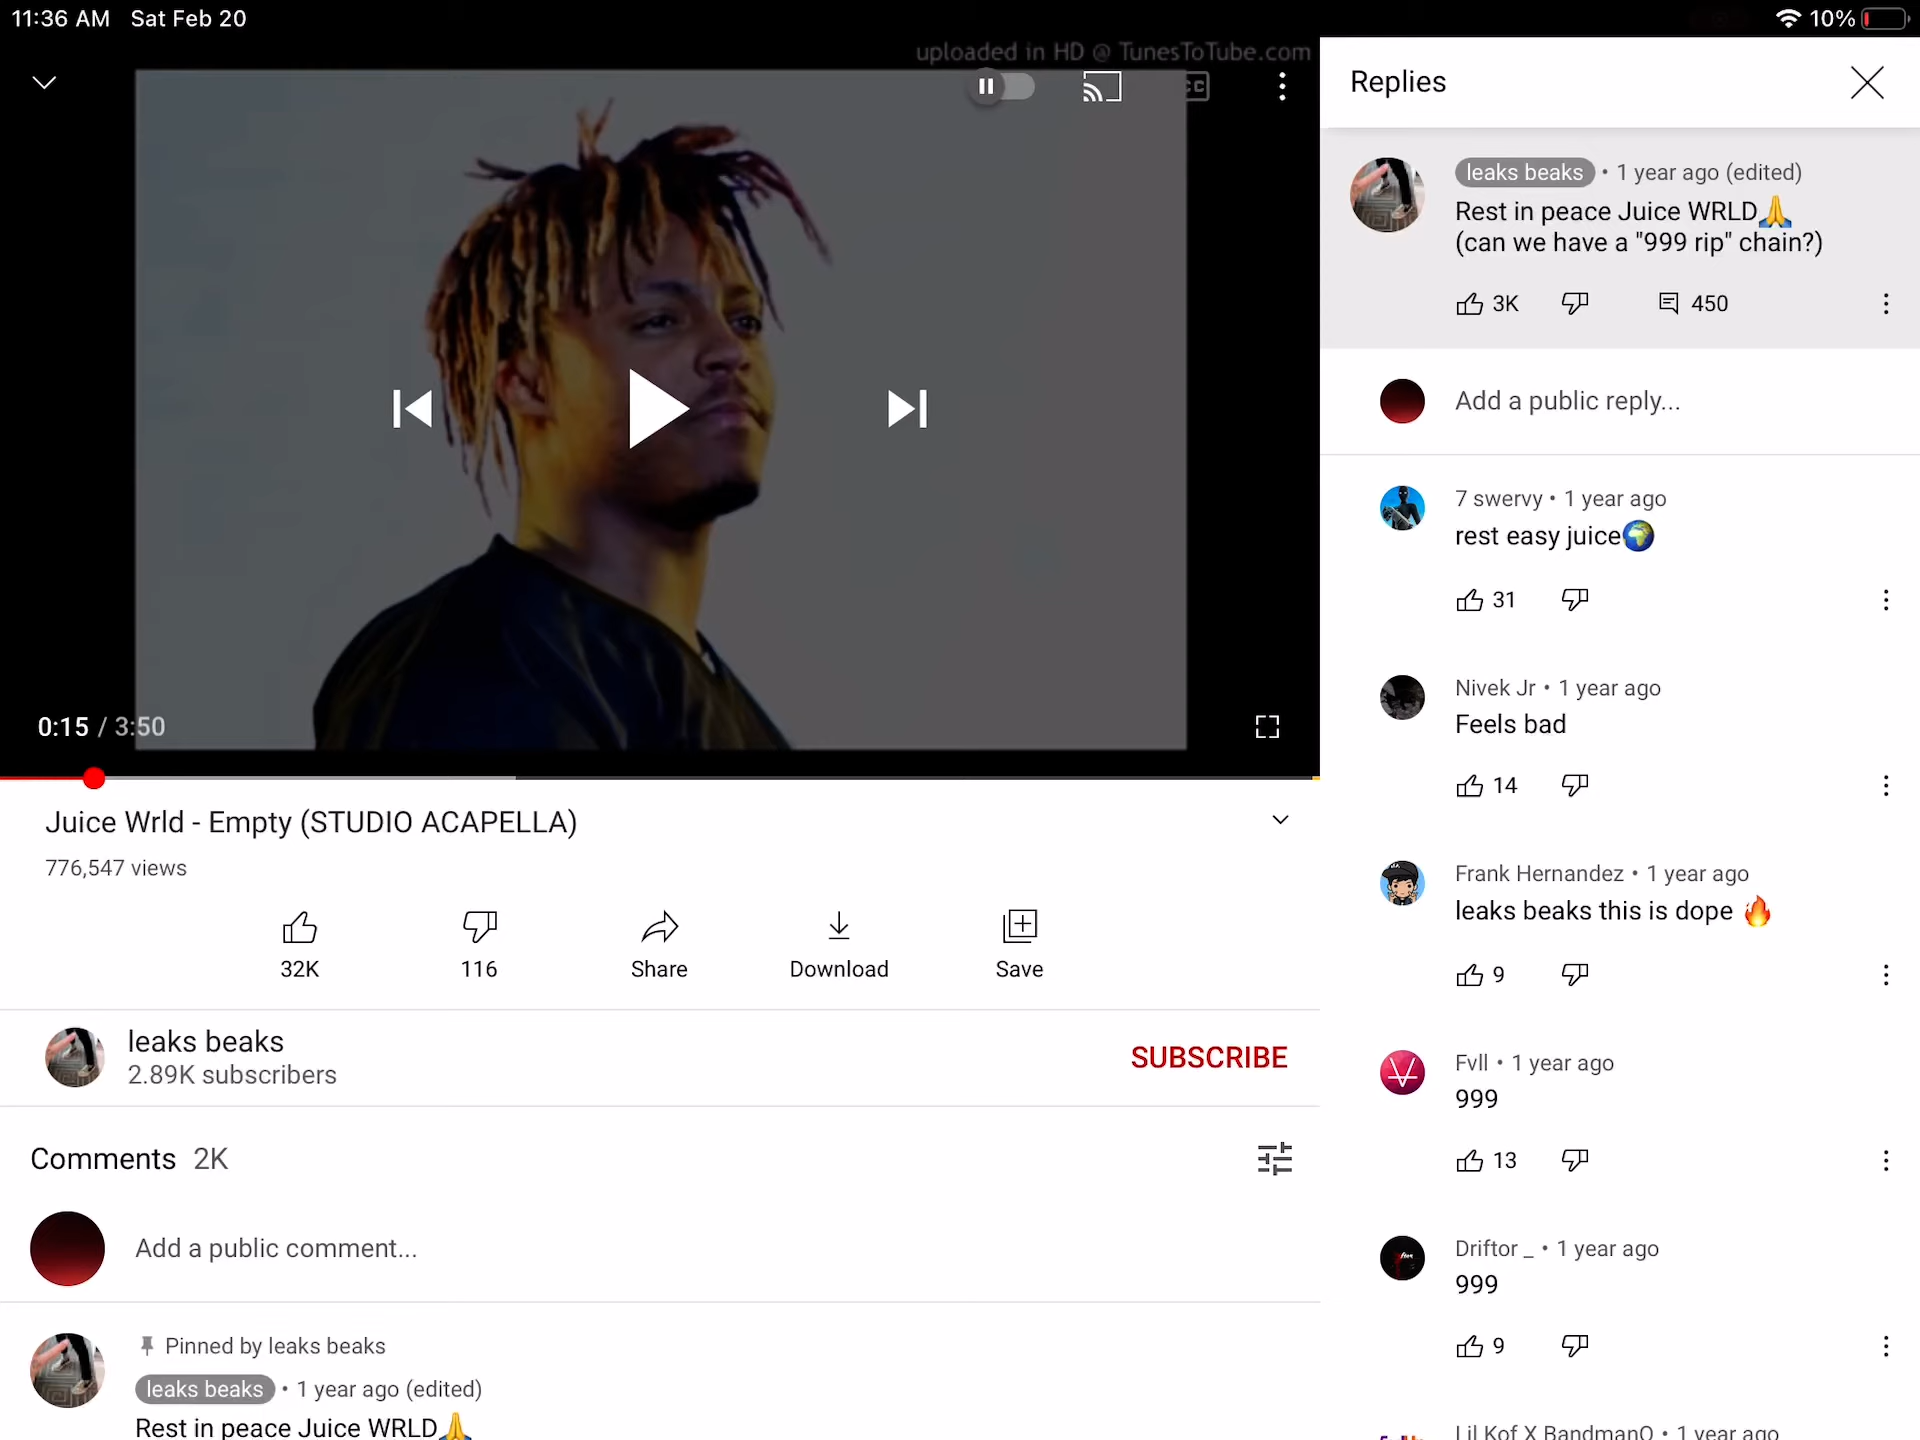 11:36 AM Sat Feb 20
10%
uploaded in HD @ TunesToTube.com
0:15 / 3:50
Juice Wrld - Empty (STUDIO ACAPELLA)
776,547 views
32K
116
Share
Download
Save
leaks beaks
2.89K subscribers
SUBSCRIBE
Comments 2K
Add a public comment...
Pinned by leaks beaks
leaks beaks • 1 year ago (edited)
Rest in peace Juice WRLD🙏
Replies
leaks beaks • 1 year ago (edited)
Rest in peace Juice WRLD🙏
(can we have a "999 rip" chain?)
3K
450
Add a public reply...
7 swervy • 1 year ago
rest easy juice🌍
31
Nivek Jr • 1 year ago
Feels bad
14
Frank Hernandez • 1 year ago
leaks beaks this is dope 🔥
9
Fvll • 1 year ago
999
13
Driftor _ • 1 year ago
999
9
Lil Kof X BandmanO • 1 year ago